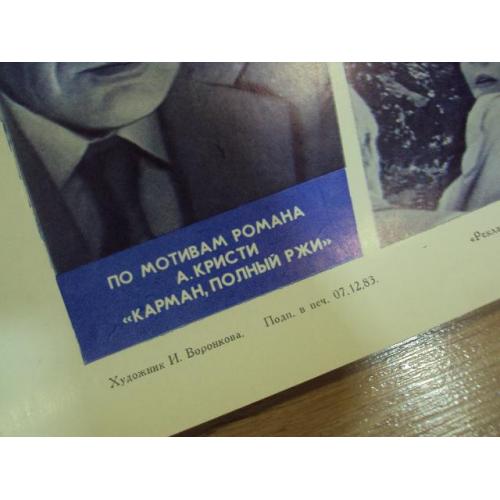 ПО МОТИВАМ РОМАНА
А.КРИСТИ
«КАРМАН, ПОЛНЫЙ РЖИ»
Художник И. Воронкова. Подп. в печ. 07.12.83.